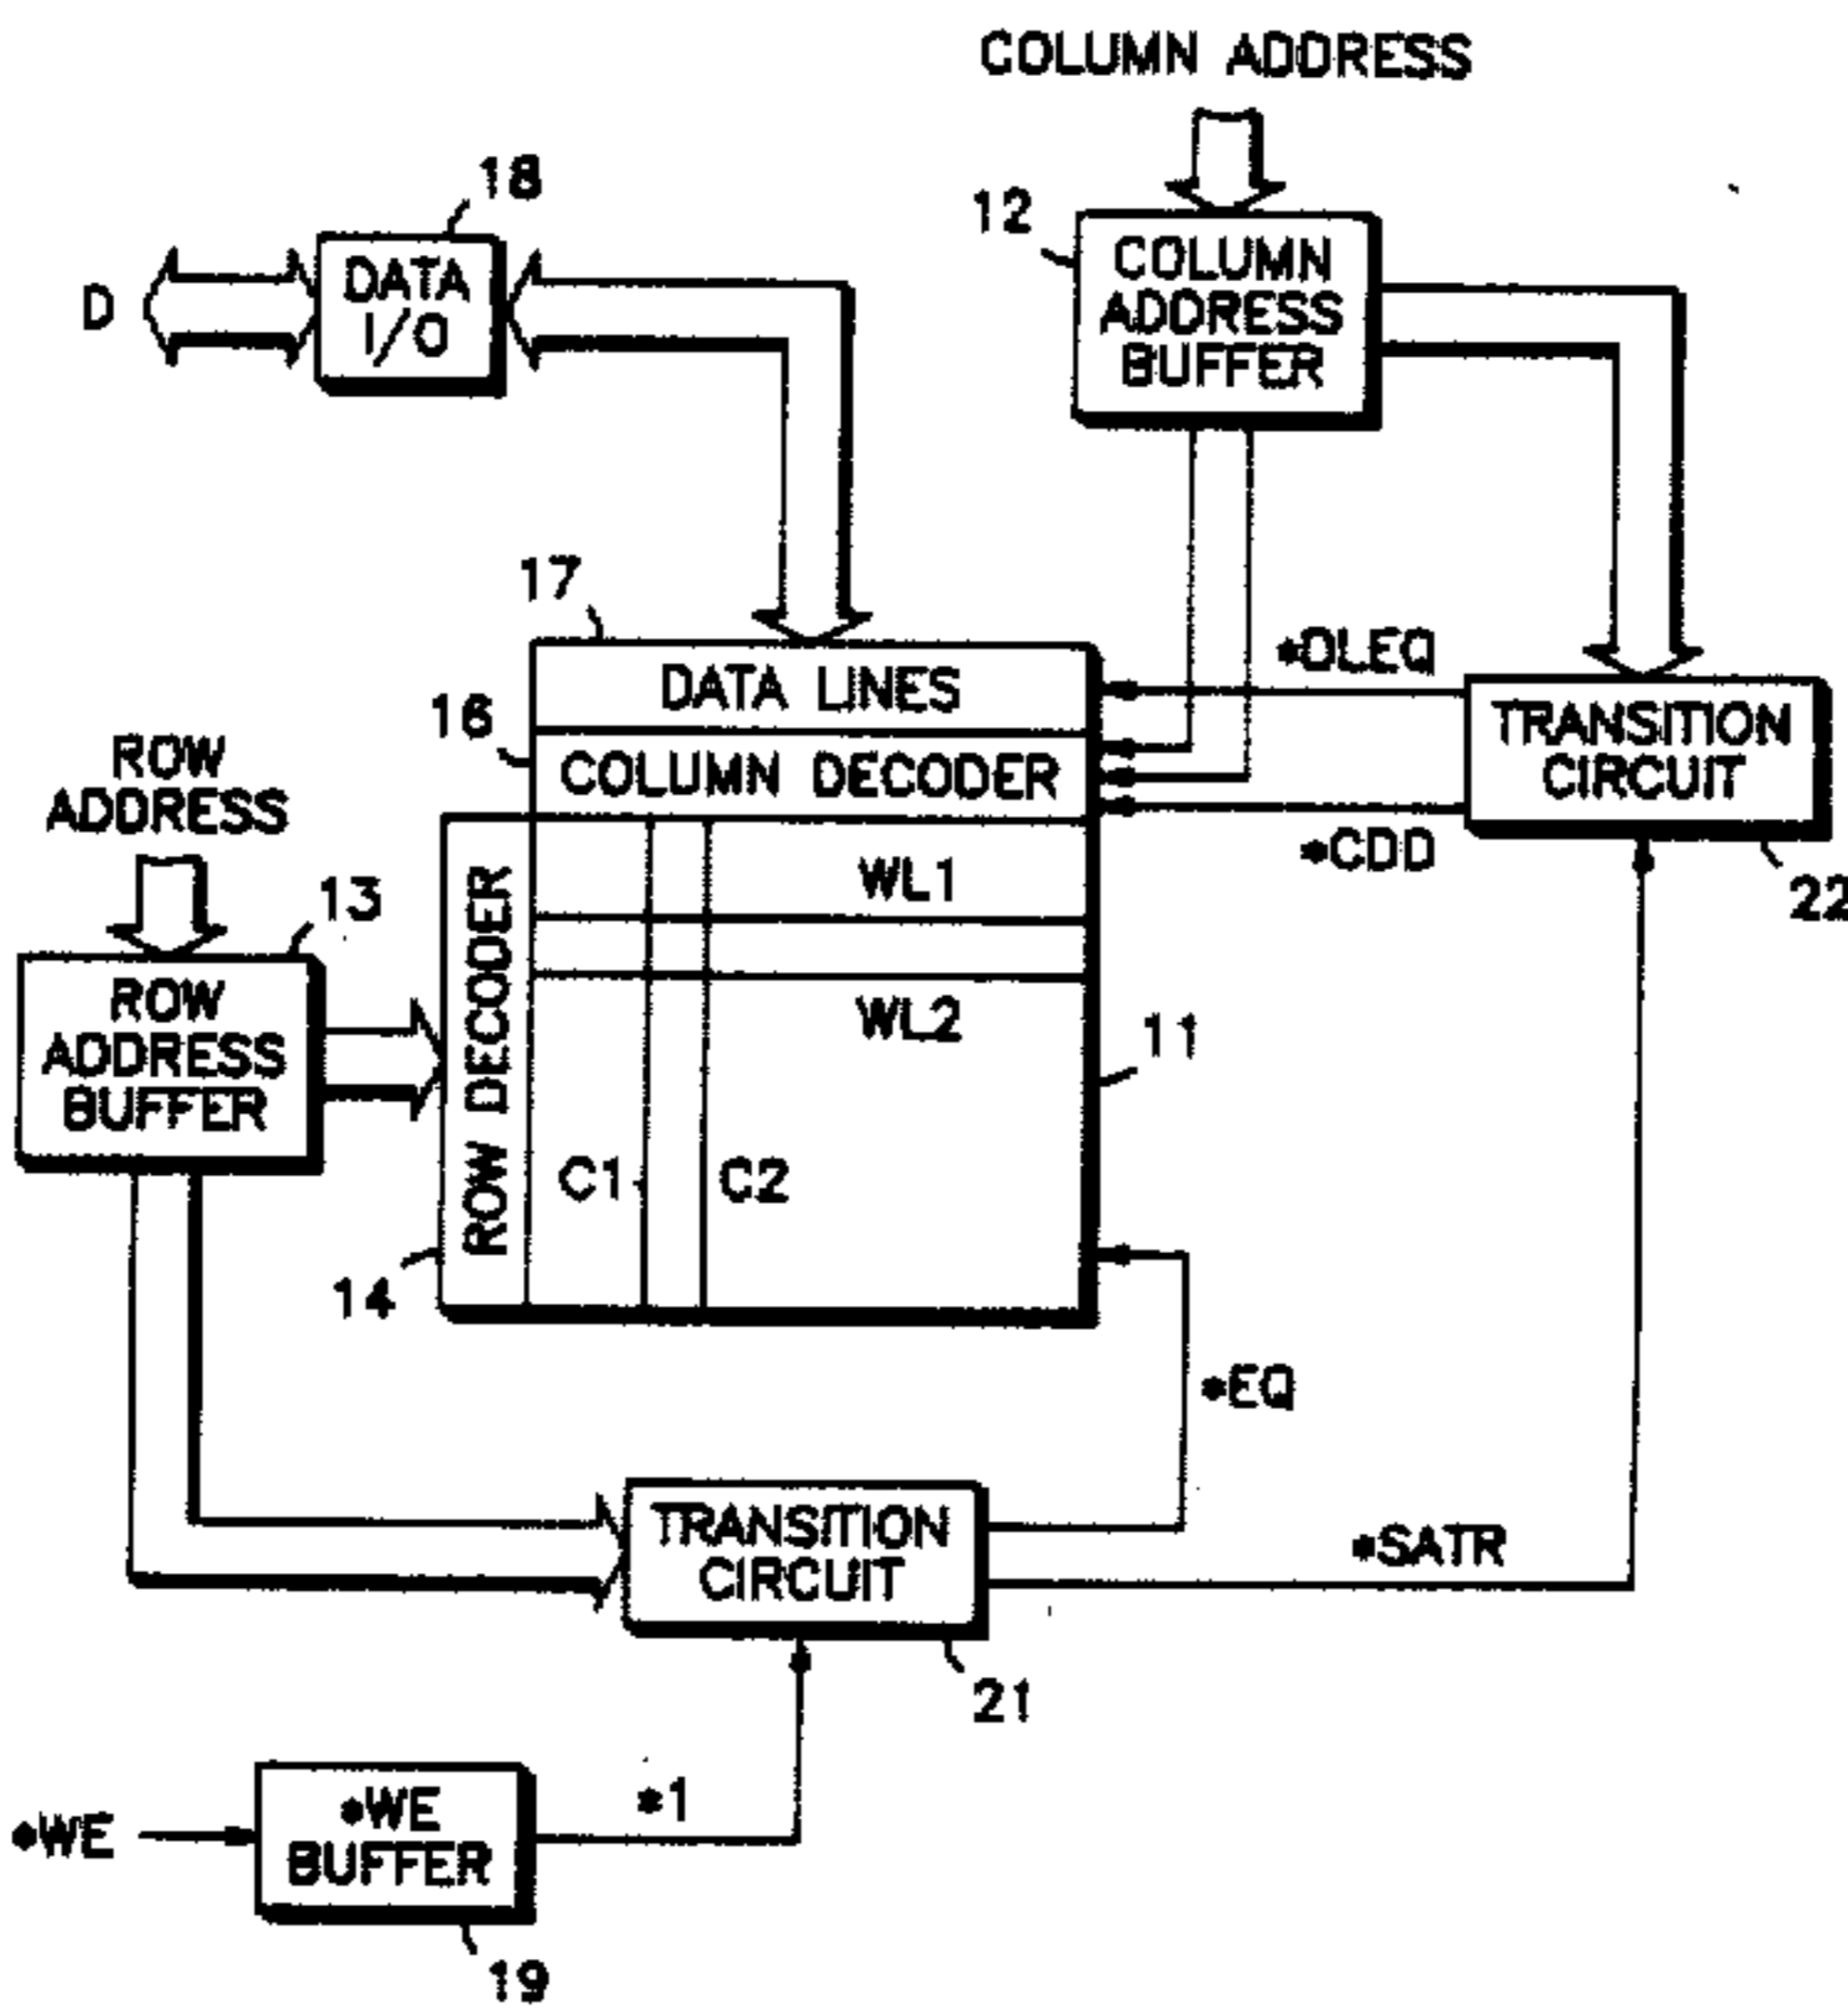 COLUMN ADDRESS
18
12
D
DATA
I/O
COLUMN
ADDRESS
BUFFER
17
*OLEQ
DATA LINES
16
TRANSITION
CIRCUIT
COLUMN DECODER
ROW
ADDRESS
*CDD
22
13
WL1
ROW DECODER
ROW
ADDRESS
BUFFER
WL2
11
C1
C2
14
*EQ
TRANSITION
CIRCUIT
*SATR
21
*1
*WE
*WE
BUFFER
19